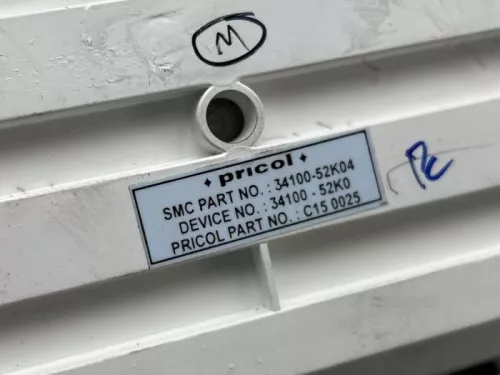 M
pricol
SMC PART NO. : 34100-52K04
DEVICE NO. : 34100 - 52K0
PRICOL PART NO. : C15 0025